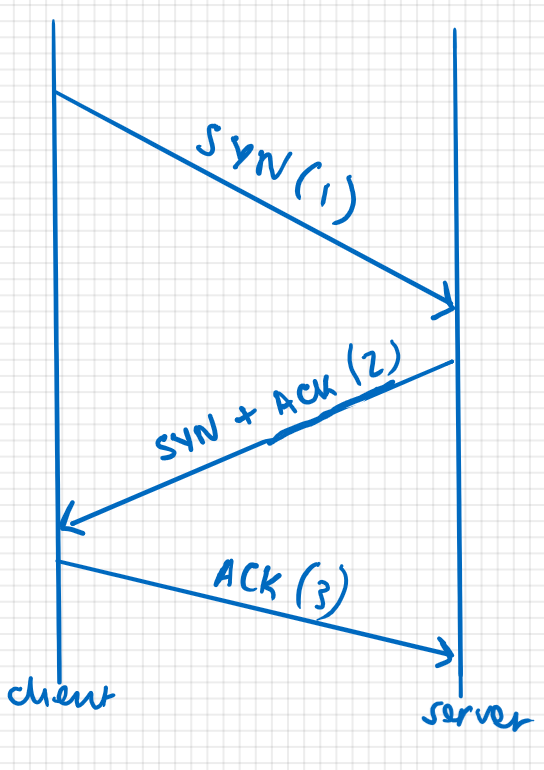 SYN (1)
SYN + ACK (2)
ACK (3)
client
server